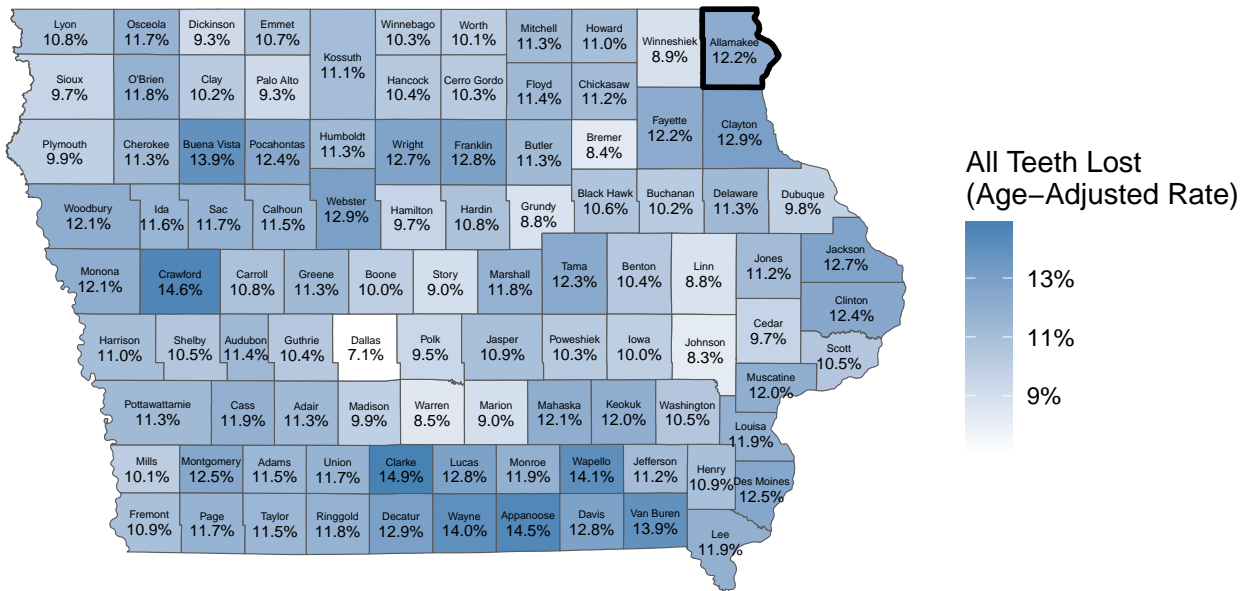 Lyon
10.8%
Osceola
11.7%
Dickinson
9.3%
Emmet
10.7%
Kossuth
11.1%
Winnebago
10.3%
Worth
10.1%
Mitchell
11.3%
Howard
11.0%
Winneshiek
8.9%
Allamakee
12.2%
Sioux
9.7%
O'Brien
11.8%
Clay
10.2%
Palo Alto
9.3%
Hancock
10.4%
Cerro Gordo
10.3%
Floyd
11.4%
Chickasaw
11.2%
Plymouth
9.9%
Cherokee
11.3%
Buena Vista
13.9%
Pocahontas
12.4%
Humboldt
11.3%
Wright
12.7%
Franklin
12.8%
Butler
11.3%
Bremer
8.4%
Fayette
12.2%
Clayton
12.9%
Woodbury
12.1%
Ida
11.6%
Sac
11.7%
Calhoun
11.5%
Webster
12.9%
Hamilton
9.7%
Hardin
10.8%
Grundy
8.8%
Black Hawk
10.6%
Buchanan
10.2%
Delaware
11.3%
Dubuque
9.8%
Monona
12.1%
Crawford
14.6%
Carroll
10.8%
Greene
11.3%
Boone
10.0%
Story
9.0%
Marshall
11.8%
Tama
12.3%
Benton
10.4%
Linn
8.8%
Jones
11.2%
Jackson
12.7%
Clinton
12.4%
Harrison
11.0%
Shelby
10.5%
Audubon
11.4%
Guthrie
10.4%
Dallas
7.1%
Polk
9.5%
Jasper
10.9%
Poweshiek
10.3%
Iowa
10.0%
Johnson
8.3%
Cedar
9.7%
Scott
10.5%
Muscatine
12.0%
Pottawattamie
11.3%
Cass
11.9%
Adair
11.3%
Madison
9.9%
Warren
8.5%
Marion
9.0%
Mahaska
12.1%
Keokuk
12.0%
Washington
10.5%
Louisa
11.9%
Mills
10.1%
Montgomery
12.5%
Adams
11.5%
Union
11.7%
Clarke
14.9%
Lucas
12.8%
Monroe
11.9%
Wapello
14.1%
Jefferson
11.2%
Henry
10.9%
Des Moines
12.5%
Fremont
10.9%
Page
11.7%
Taylor
11.5%
Ringgold
11.8%
Decatur
12.9%
Wayne
14.0%
Appanoose
14.5%
Davis
12.8%
Van Buren
13.9%
Lee
11.9%
All Teeth Lost
(Age−Adjusted Rate)
13%
11%
9%